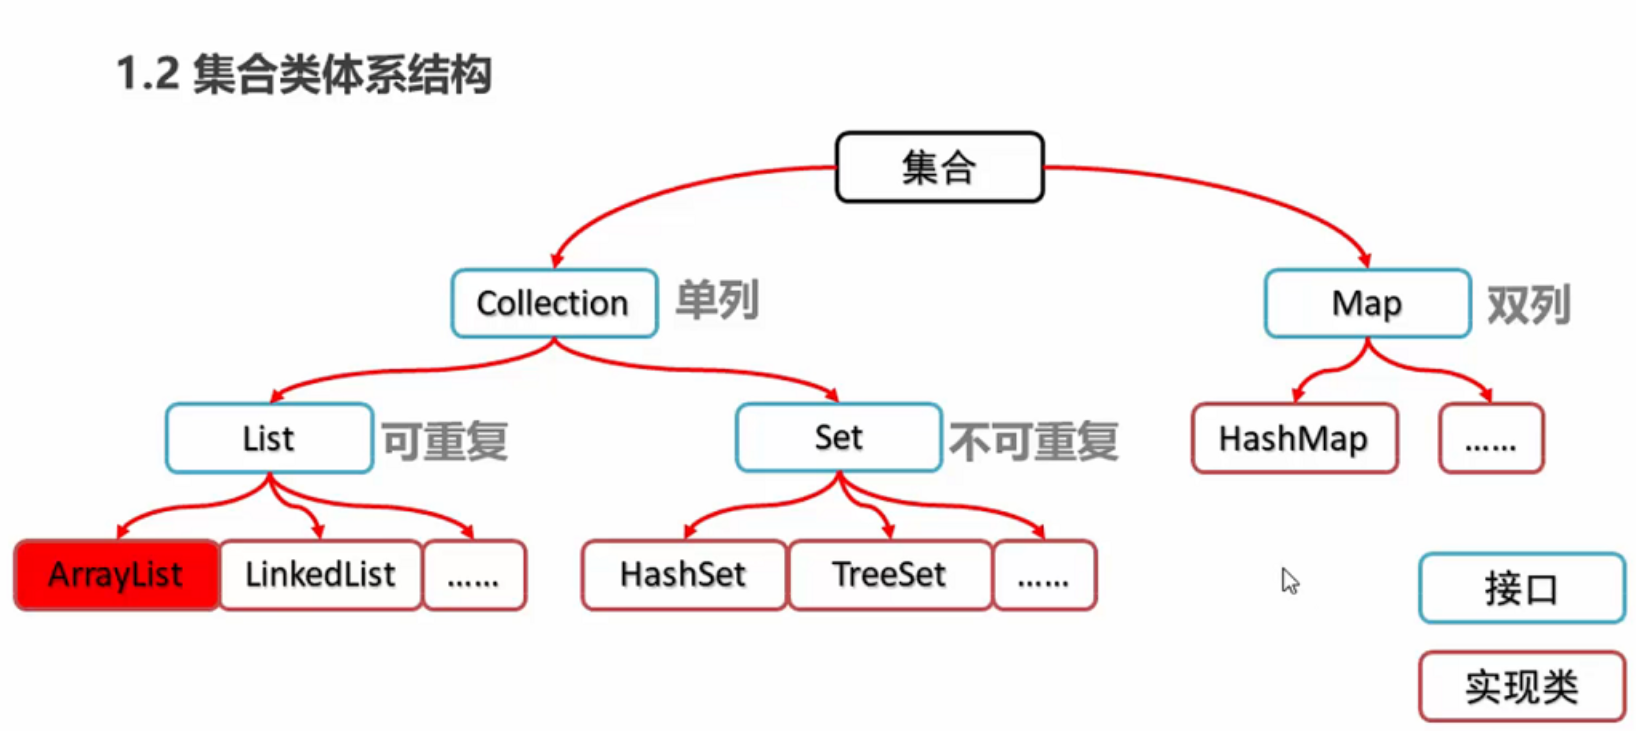 1.2 集合类体系结构
集合
Collection 单列
Map 双列
List 可重复
Set 不可重复
HashMap
......
ArrayList
LinkedList
......
HashSet
TreeSet
......
接口
实现类